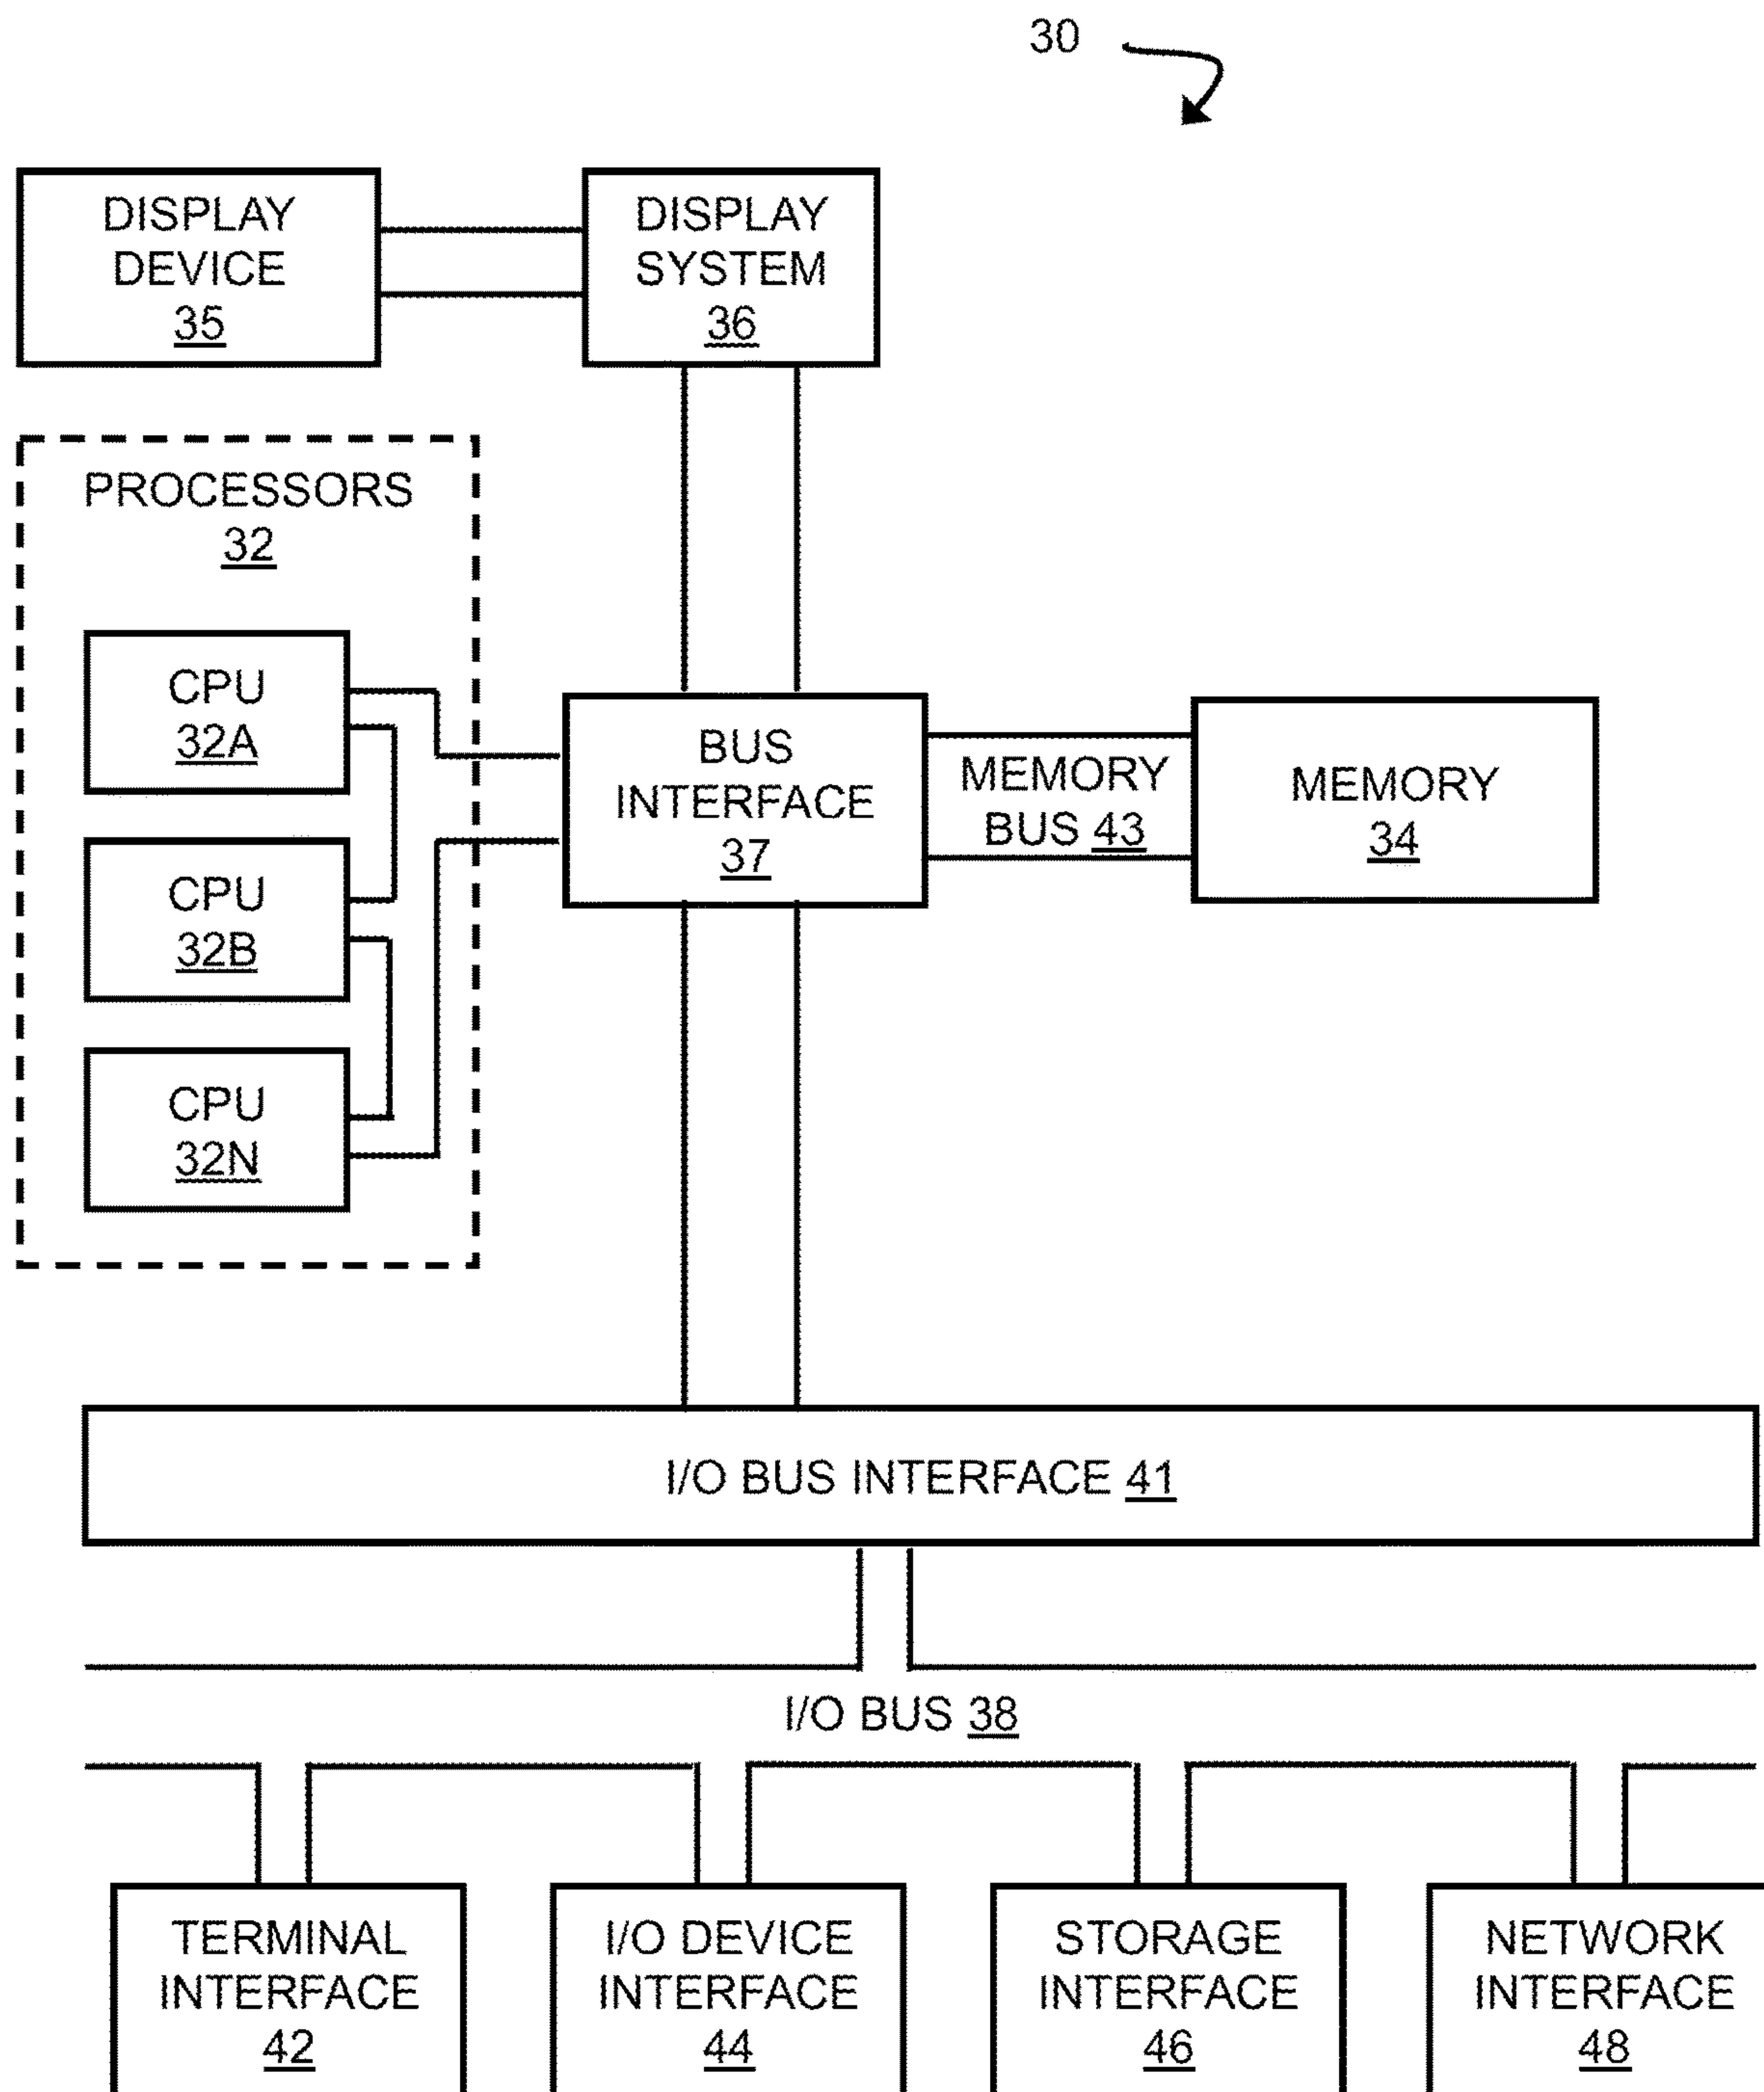 30
DISPLAY
DEVICE
35
DISPLAY
SYSTEM
36
PROCESSORS
32
CPU
32A
CPU
32B
CPU
32N
BUS
INTERFACE
37
MEMORY
BUS 43
MEMORY
34
I/O BUS INTERFACE 41
I/O BUS 38
TERMINAL
INTERFACE
42
I/O DEVICE
INTERFACE
44
STORAGE
INTERFACE
46
NETWORK
INTERFACE
48